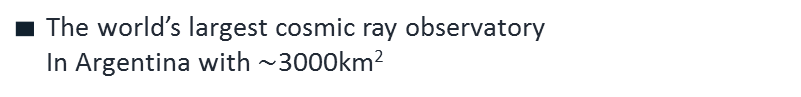 ■ The world's largest cosmic ray observatory
In Argentina with ~3000km²